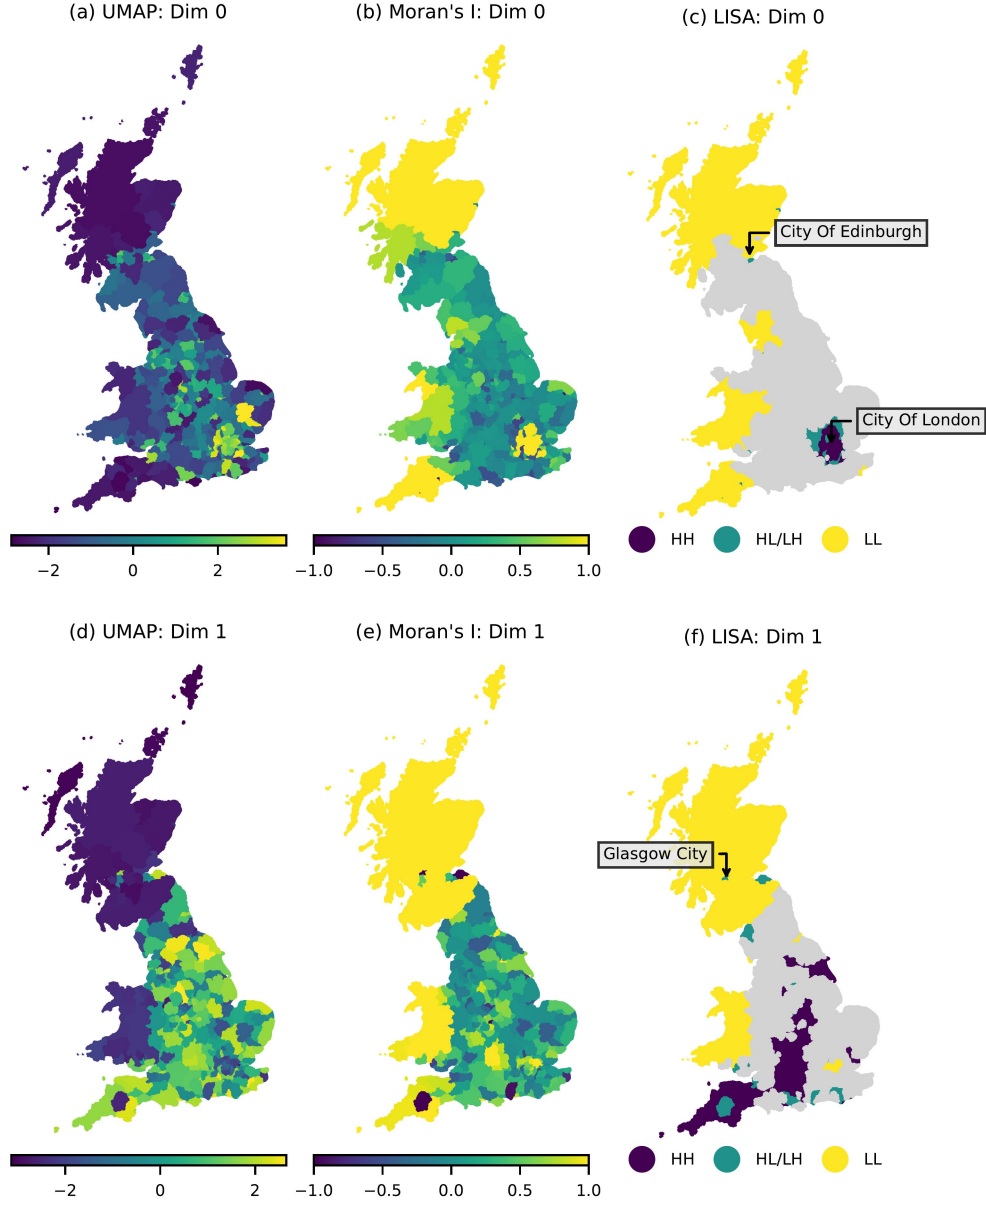 (a) UMAP: Dim 0
(b) Moran's I: Dim 0
(c) LISA: Dim 0
City Of Edinburgh
City Of London
HH
HL/LH
LL
−2
0
2
−1.0
−0.5
0.0
0.5
1.0
(d) UMAP: Dim 1
(e) Moran's I: Dim 1
(f) LISA: Dim 1
Glasgow City
HH
HL/LH
LL
−2
0
2
−1.0
−0.5
0.0
0.5
1.0